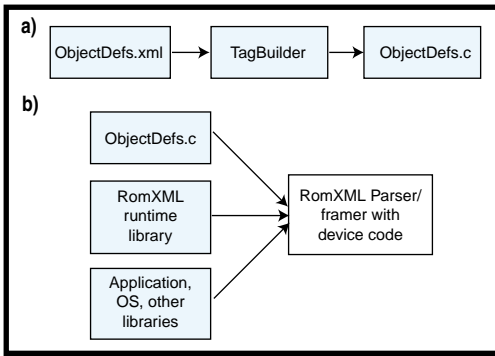 a)
ObjectDefs.xml
TagBuilder
ObjectDefs.c
b)
ObjectDefs.c
RomXML
runtime
library
Application,
OS, other
libraries
RomXML Parser/
framer with
device code